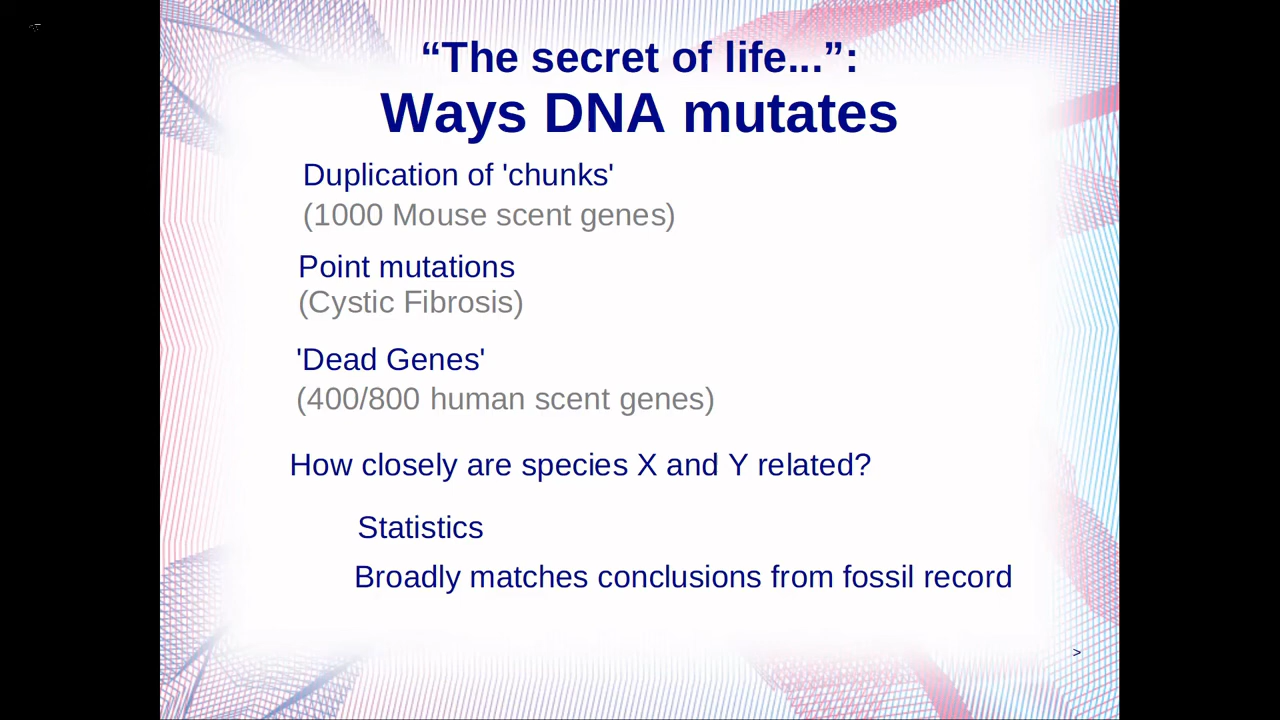 “The secret of life...”:
Ways DNA mutates
Duplication of 'chunks'
(1000 Mouse scent genes)
Point mutations
(Cystic Fibrosis)
'Dead Genes'
(400/800 human scent genes)
How closely are species X and Y related?
Statistics
Broadly matches conclusions from fossil record
>